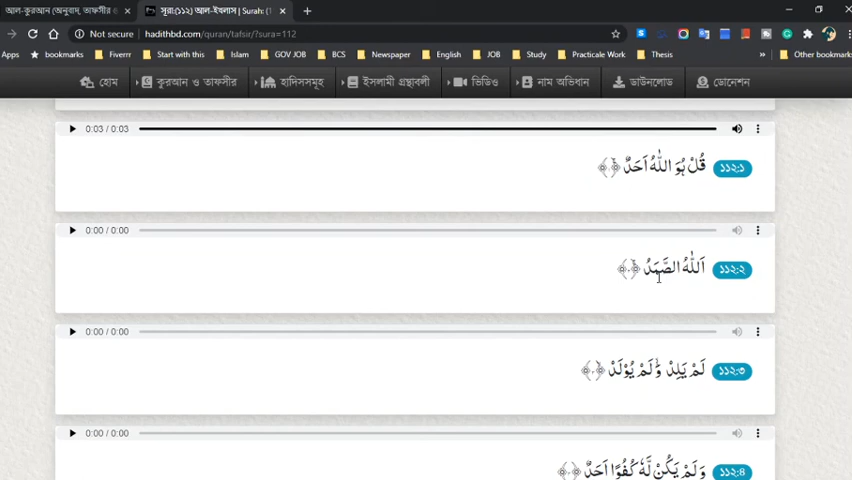 আল-কুরআন (অনুবাদ, তাফসীর
সূরা:(১১২) আল-ইখলাস | Surah: (1
Not secure | hadithbd.com/quran/tafsir/?sura=112
Apps bookmarks Fiverrr Start with this Islam GOV JOB BCS Newspaper English JOB Study Practicale Work Thesis » Other bookmarks
হোম কুরআন ও তাফসীর হাদিসসমূহ ইসলামী গ্রন্থাবলী ভিডিও নাম অভিধান ডাউনলোড ডোনেশন
0:03 / 0:03
১১২:১ قُلْ هُوَ اللّٰهُ اَحَدٌ
0:00 / 0:00
১১২:২ اَللّٰهُ الصَّمَدُ
0:00 / 0:00
১১২:৩ لَمْ يَلِدْ وَّ لَمْ يُوْلَدْ
0:00 / 0:00
১১২:৪ وَ لَمْ يَكُنْ لَّهٗ كُفُوًا اَحَدٌ